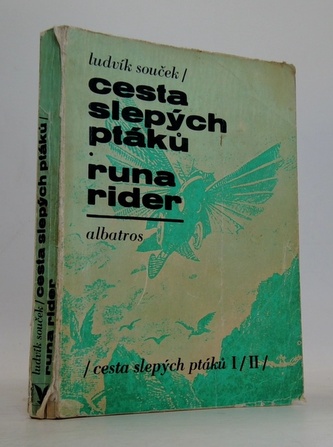 ludvík souček/
cesta
slepých
ptáků
·
runa
rider
albatros
/cesta slepých ptáků I/II/
ludvík souček/cesta slepých ptáků/
runa rider